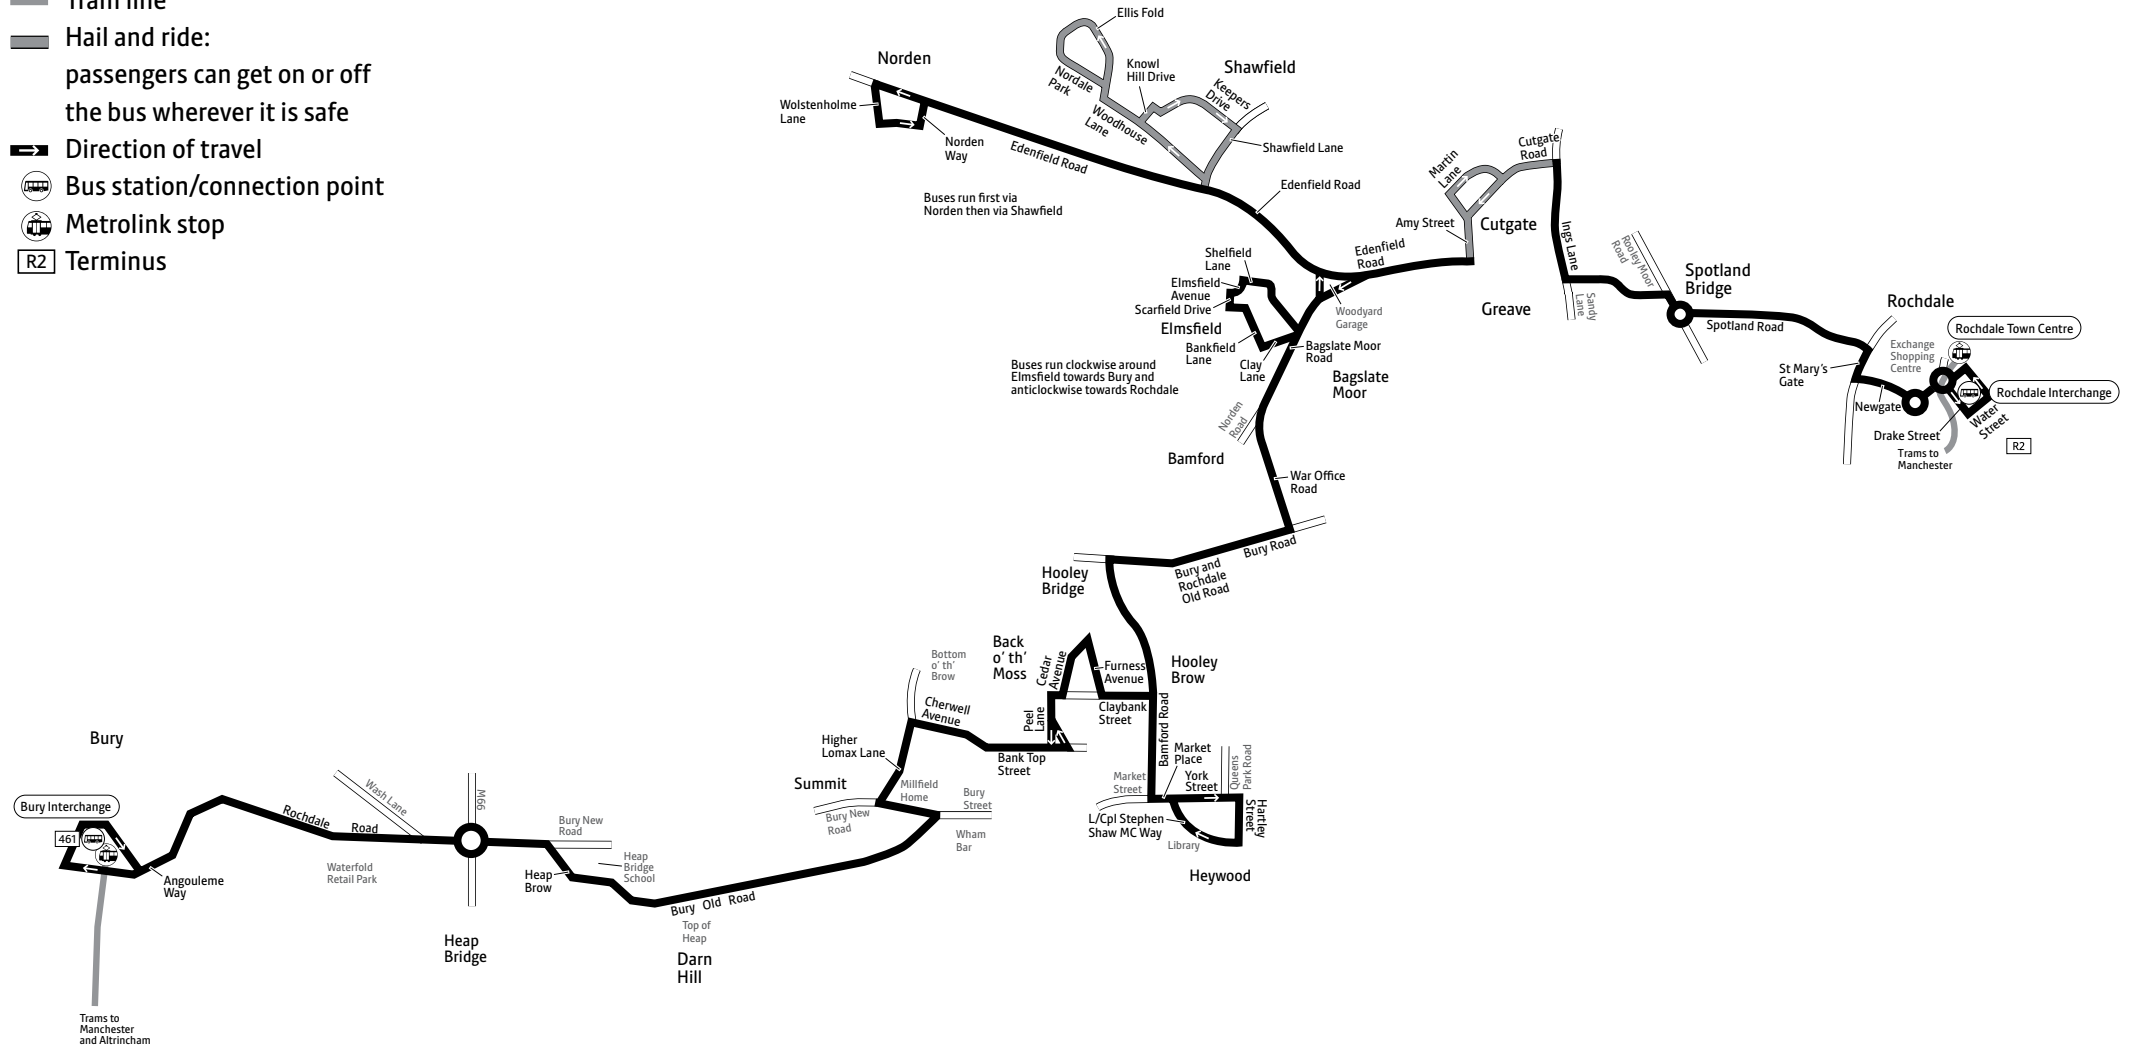 Tram line
Hail and ride:
passengers can get on or off
the bus wherever it is safe
Direction of travel
Bus station/connection point
Metrolink stop
R2 Terminus
Norden
Wolstenholme
Lane
Norden
Way
Edenfield Road
Buses run first via
Norden then via Shawfield
Ellis Fold
Nordale
Park
Knowl
Hill Drive
Shawfield
Keepers
Drive
Woodhouse
Lane
Shawfield Lane
Edenfield Road
Martin
Lane
Cutgate
Road
Amy Street
Cutgate
Edenfield
Road
Ings Lane
Rooley Moor
Road
Sandy
Lane
Greave
Spotland
Bridge
Spotland Road
Rochdale
Rochdale Town Centre
Exchange
Shopping
Centre
St Mary's
Gate
Rochdale Interchange
Newgate
Drake Street
Water
Street
Trams to
Manchester
R2
Shelfield
Lane
Elmsfield
Avenue
Scarfield Drive
Elmsfield
Bankfield
Lane
Clay
Lane
Woodyard
Garage
Bagslate Moor
Road
Bagslate
Moor
Buses run clockwise around
Elmsfield towards Bury and
anticlockwise towards Rochdale
Norden
Road
Bamford
War Office
Road
Bury Road
Bury and
Rochdale
Old Road
Hooley
Bridge
Back
o' th'
Moss
Cedar
Avenue
Furness
Avenue
Hooley
Brow
Claybank
Street
Peel
Lane
Bamford Road
Bottom
o' th'
Brow
Cherwell
Avenue
Bank Top
Street
Higher
Lomax Lane
Summit
Millfield
Home
Bury New
Road
Bury
Street
Wham
Bar
Market
Place
Market
Street
York
Street
Queens
Park Road
Hartley
Street
L/Cpl Stephen
Shaw MC Way
Library
Heywood
Bury
Bury Interchange
461
Angouleme
Way
Trams to
Manchester
and Altrincham
Rochdale Road
Wash Lane
Waterfold
Retail Park
M66
Heap
Bridge
Bury New
Road
Heap
Brow
Heap
Bridge
School
Bury Old Road
Top of
Heap
Darn
Hill